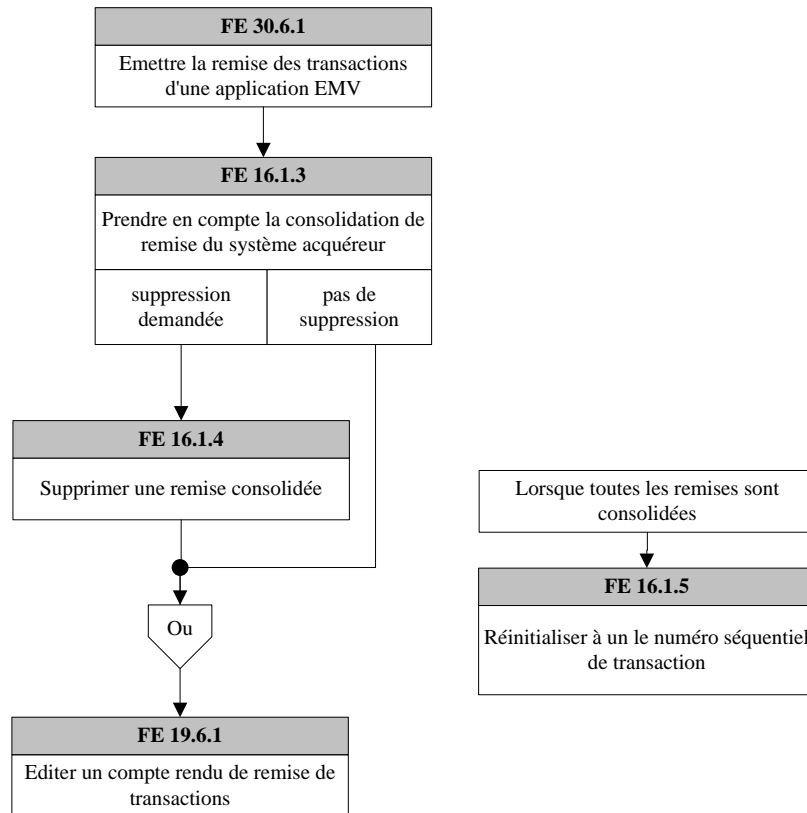 FE 30.6.1
Emettre la remise des transactions
d'une application EMV
FE 16.1.3
Prendre en compte la consolidation de
remise du système acquéreur
suppression
demandée
pas de
suppression
FE 16.1.4
Supprimer une remise consolidée
Lorsque toutes les remises sont
consolidées
FE 16.1.5
Réinitialiser à un le numéro séquentiel
de transaction
Ou
FE 19.6.1
Editer un compte rendu de remise de
transactions